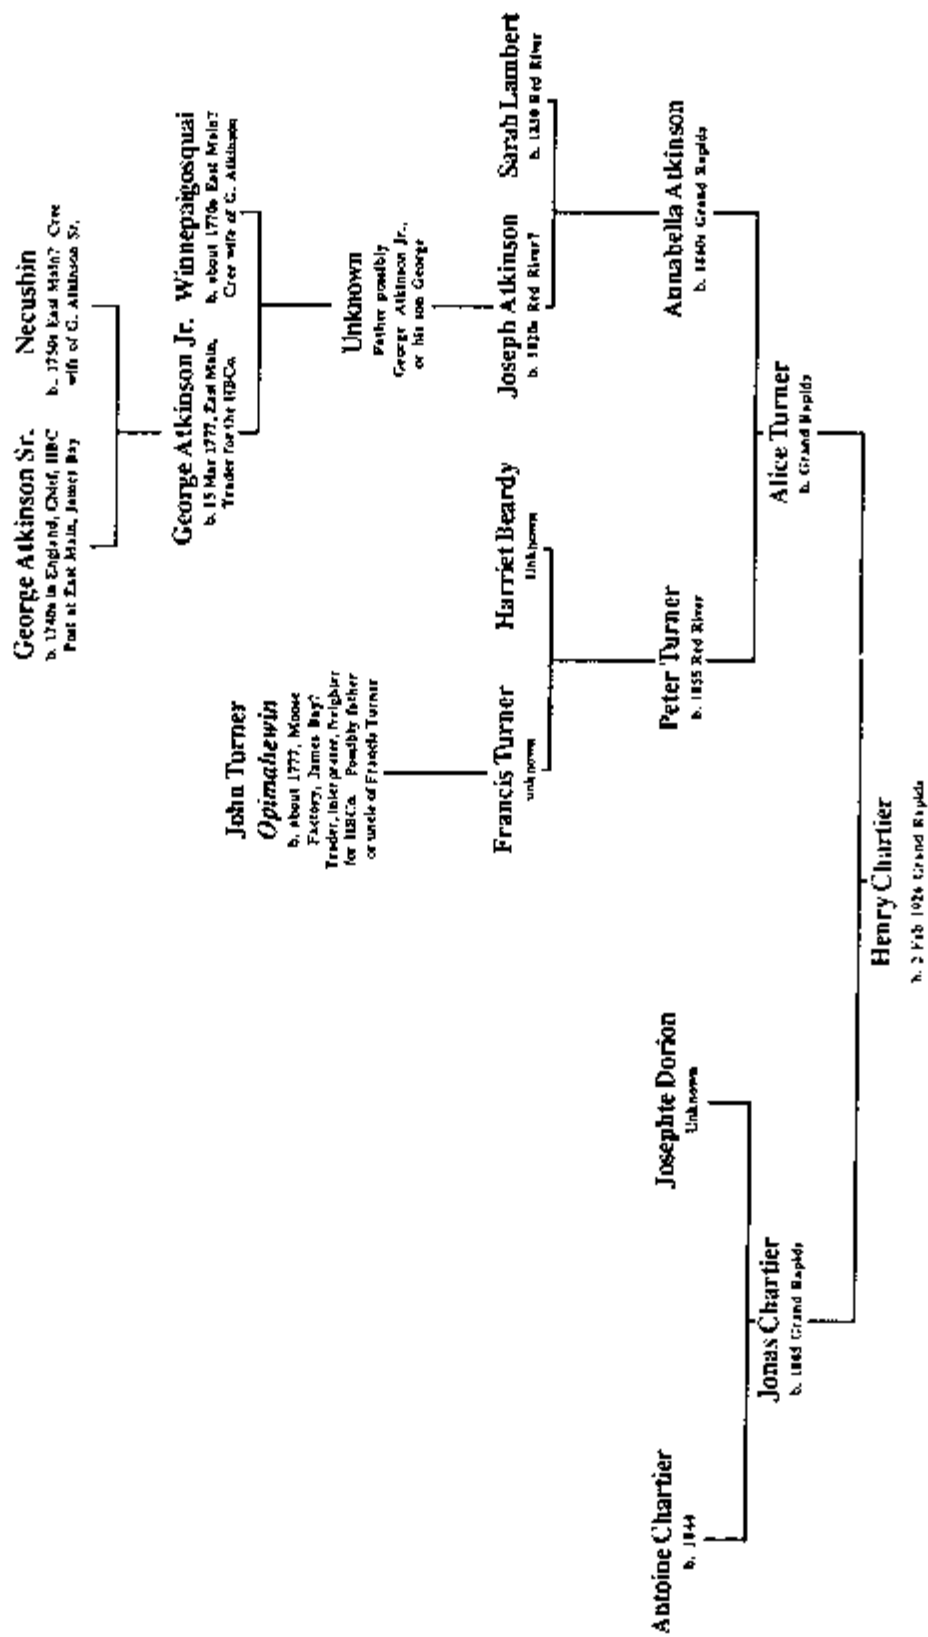 George Atkinson Sr.
b. 1740s in England, Chief, HBC
Post at East Main, James Bay
Necushin
b. 1750s East Main? Cree
wife of G. Atkinson Sr.
George Atkinson Jr.
b. 15 Mar 1777, East Main,
Trader for the HBCo.
Winnepaigosquai
b. about 1770s East Main?
Cree wife of G. Atkinson
John Turner
Opimahewin
b. about 1777, Moose
Factory, James Bay?
Trader, interpreter, freighter
for HBCo. Possibly father
or uncle of Francis Turner
Unknown
Father possibly
George Atkinson Jr.,
or his son George
Francis Turner
unknown
Harriet Beardy
Unknown
Joseph Atkinson
b. 1820s Red River?
Sarah Lambert
b. 1830 Red River
Antoine Chartier
b. 1844
Josephte Dorion
Unknown
Peter Turner
b. 1855 Red River
Annabella Atkinson
b. 1860s Grand Rapids
Jonas Chartier
b. Grand Rapids
Alice Turner
b. Grand Rapids
Henry Chartier
b. 2 Feb 1926 Grand Rapids